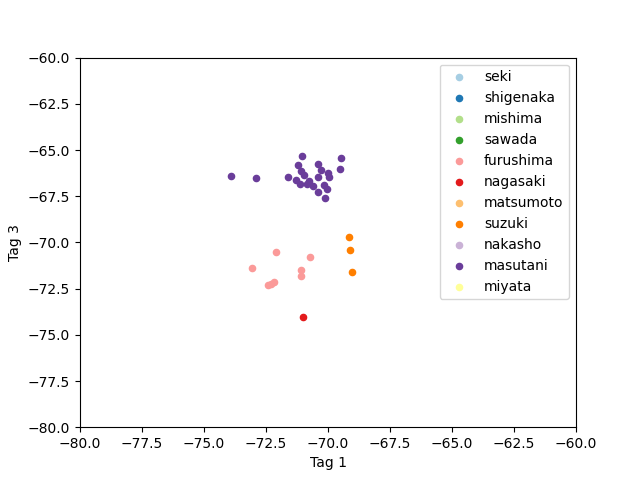 −60.0
−62.5
−65.0
−67.5
−70.0
−72.5
−75.0
−77.5
−80.0
Tag 3
seki
shigenaka
mishima
sawada
furushima
nagasaki
matsumoto
suzuki
nakasho
masutani
miyata
−80.0 −77.5 −75.0 −72.5 −70.0 −67.5 −65.0 −62.5 −60.0
Tag 1